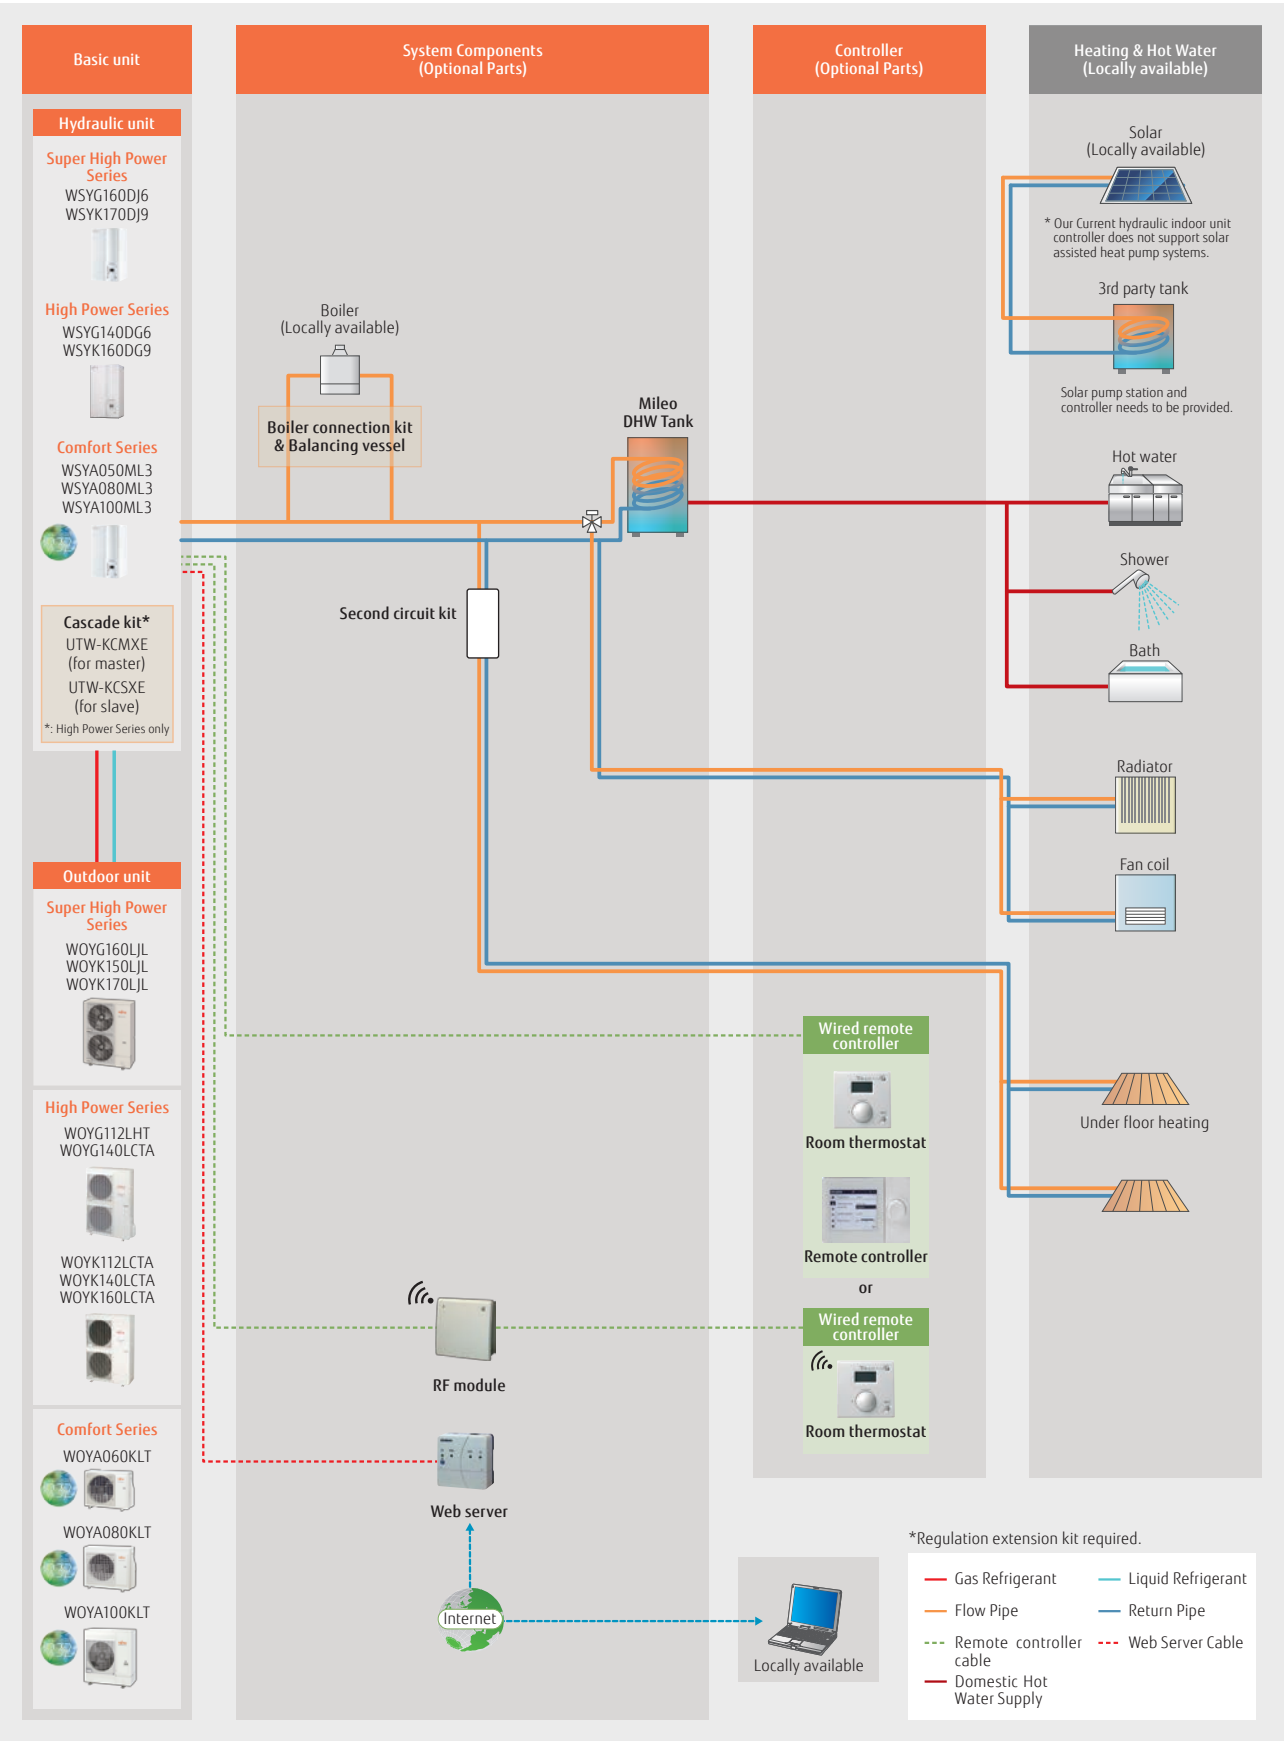 Basic unit
System Components
(Optional Parts)
Controller
(Optional Parts)
Heating & Hot Water
(Locally available)
Hydraulic unit
Super High Power
Series
WSYG160DJ6
WSYK170DJ9
High Power Series
WSYG140DG6
WSYK160DG9
Comfort Series
WSYA050ML3
WSYA080ML3
WSYA100ML3
Cascade kit*
UTW-KCMXE
(for master)
UTW-KCSXE
(for slave)
*: High Power Series only
Outdoor unit
Super High Power
Series
WOYG160LJL
WOYK150LJL
WOYK170LJL
High Power Series
WOYG112LHT
WOYG140LCTA
WOYK112LCTA
WOYK140LCTA
WOYK160LCTA
Comfort Series
WOYA060KLT
WOYA080KLT
WOYA100KLT
Boiler
(Locally available)
Boiler connection kit
& Balancing vessel
Mileo
DHW Tank
Second circuit kit
RF module
Web server
Internet
Locally available
Wired remote
controller
Room thermostat
Remote controller
or
Wired remote
controller
Room thermostat
Solar
(Locally available)
* Our Current hydraulic indoor unit
controller does not support solar
assisted heat pump systems.
3rd party tank
Solar pump station and
controller needs to be provided.
Hot water
Shower
Bath
Radiator
Fan coil
Under floor heating
*Regulation extension kit required.
Gas Refrigerant
Liquid Refrigerant
Flow Pipe
Return Pipe
Remote controller
cable
Web Server Cable
Domestic Hot
Water Supply